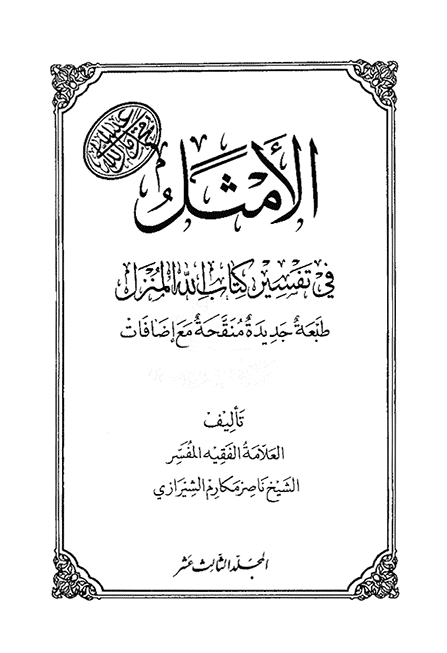 الأمثل
في تفسير كتاب الله المنزل
طبعة جديدة منقحة مع إضافات
تأليف
العلامة الفقيه المفسر
الشيخ ناصر مكارم الشيرازي
المجلد الثالث عشر